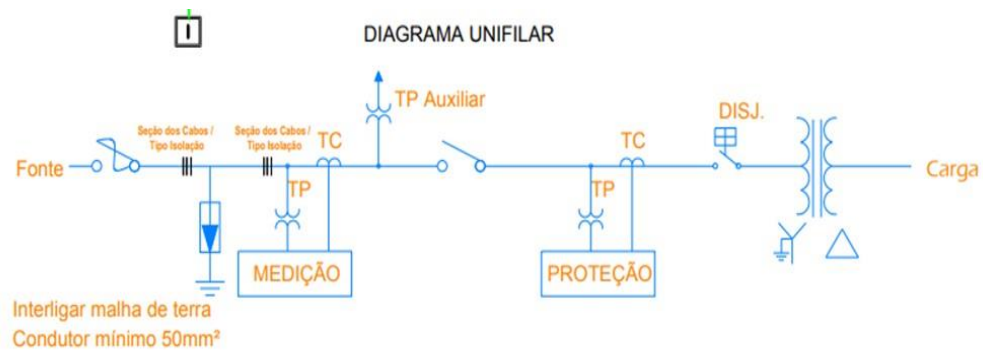 I
DIAGRAMA UNIFILAR
TP Auxiliar
DISJ.
Seção dos Cabos /
Tipo Isolação
Seção dos Cabos /
Tipo Isolação
TC
TC
Fonte
Carga
TP
TP
MEDIÇÃO
PROTEÇÃO
Interligar malha de terra
Condutor mínimo 50mm²